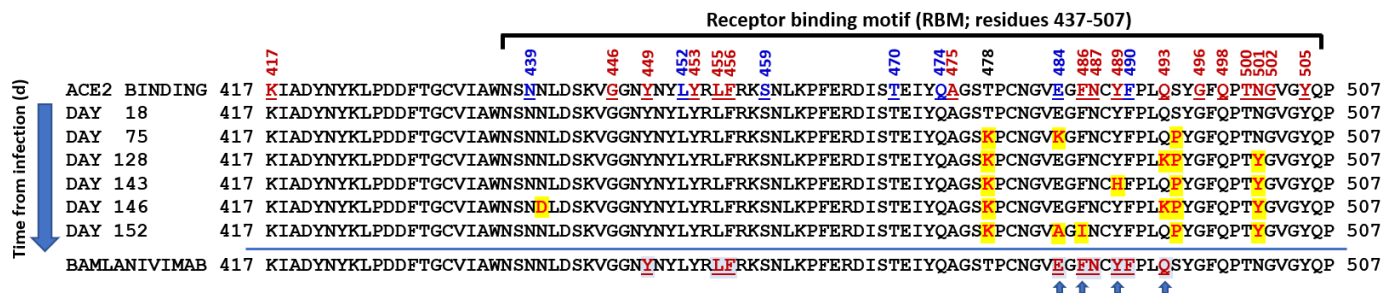 Receptor binding motif (RBM; residues 437-507)
417 439 446 449 452 453 455 456 459 470 474 475 478 484 486 487 489 490 493 496 498 500 501 502 505
ACE2 BINDING 417 KIADYNYKLPDDFTGCVIAWNSNNLDSKVGGNYNYLYRLFRKSNLKPFERDISTEIYQAGSTPCNGVEGFNCYFPLQSYGFQPTNGVGYQP 507
DAY 18 417 KIADYNYKLPDDFTGCVIAWNSNNLDSKVGGNYNYLYRLFRKSNLKPFERDISTEIYQAGSTPCNGVEGFNCYFPLQSYGFQPTNGVGYQP 507
DAY 75 417 KIADYNYKLPDDFTGCVIAWNSNNLDSKVGGNYNYLYRLFRKSNLKPFERDISTEIYQAGSKPCNGVKGFNCYFPLQPYGFQPTNGVGYQP 507
DAY 128 417 KIADYNYKLPDDFTGCVIAWNSNNLDSKVGGNYNYLYRLFRKSNLKPFERDISTEIYQAGSKPCNGVEGFNCYFPLKPYGFQPTYGVGYQP 507
DAY 143 417 KIADYNYKLPDDFTGCVIAWNSNNLDSKVGGNYNYLYRLFRKSNLKPFERDISTEIYQAGSKPCNGVEGFNCHFPLQPYGFQPTYGVGYQP 507
DAY 146 417 KIADYNYKLPDDFTGCVIAWNSNDLDSKVGGNYNYLYRLFRKSNLKPFERDISTEIYQAGSKPCNGVEGFNCYFPLKPYGFQPTYGVGYQP 507
DAY 152 417 KIADYNYKLPDDFTGCVIAWNSNNLDSKVGGNYNYLYRLFRKSNLKPFERDISTEIYQAGSKPCNGVAGINCYFPLQPYGFQPTYGVGYQP 507
BAMLANIVIMAB 417 KIADYNYKLPDDFTGCVIAWNSNNLDSKVGGNYNYLYRLFRKSNLKPFERDISTEIYQAGSTPCNGVEGFNCYFPLQSYGFQPTNGVGYQP 507
Time from infection (d)